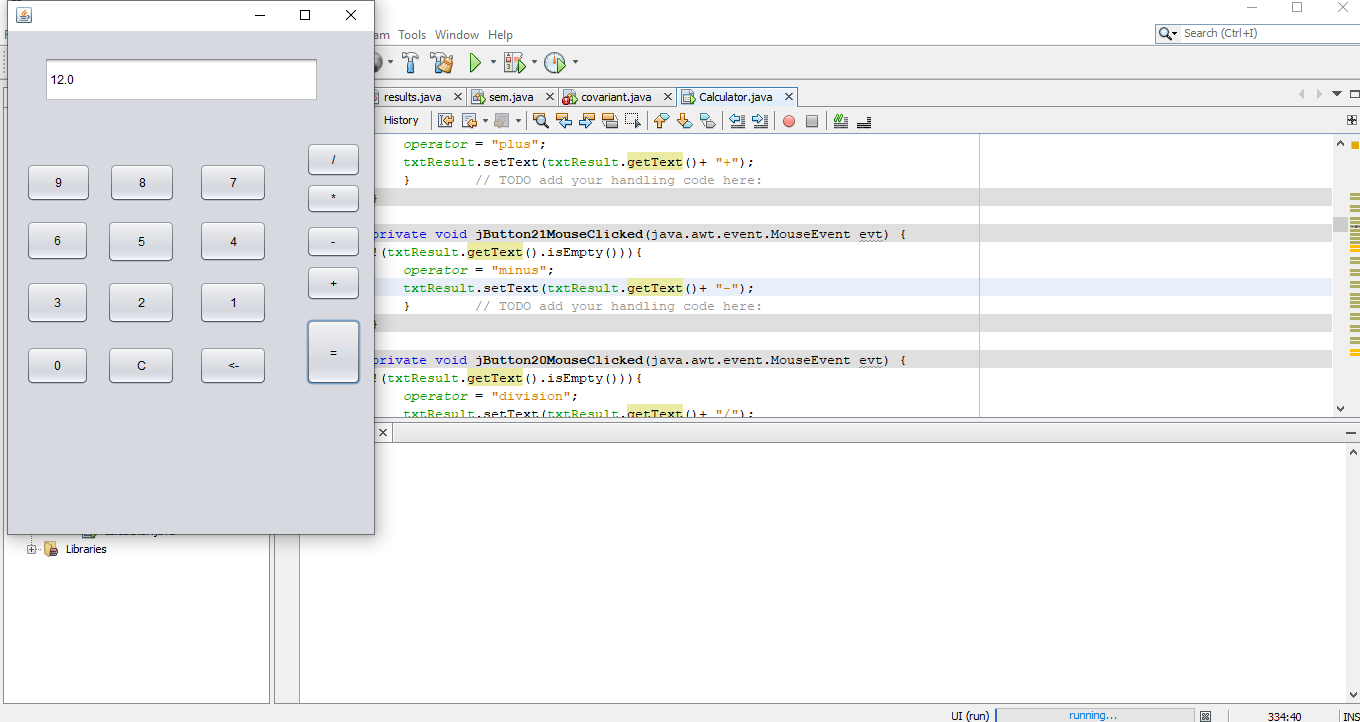 12.0
/
9 8 7
*
6 5 4
-
+
3 2 1
=
0 C <-
am Tools Window Help
Search (Ctrl+I)
results.java sem.java covariant.java Calculator.java
History
operator = "plus";
txtResult.setText(txtResult.getText()+ "+");
} // TODO add your handling code here:
}
private void jButton21MouseClicked(java.awt.event.MouseEvent evt) {
!(txtResult.getText().isEmpty())){
operator = "minus";
txtResult.setText(txtResult.getText()+ "-");
} // TODO add your handling code here:
}
private void jButton20MouseClicked(java.awt.event.MouseEvent evt) {
!(txtResult.getText().isEmpty())){
operator = "division";
txtResult.setText(txtResult.getText()+ "/");
Libraries
UI (run) running... 334:40 INS